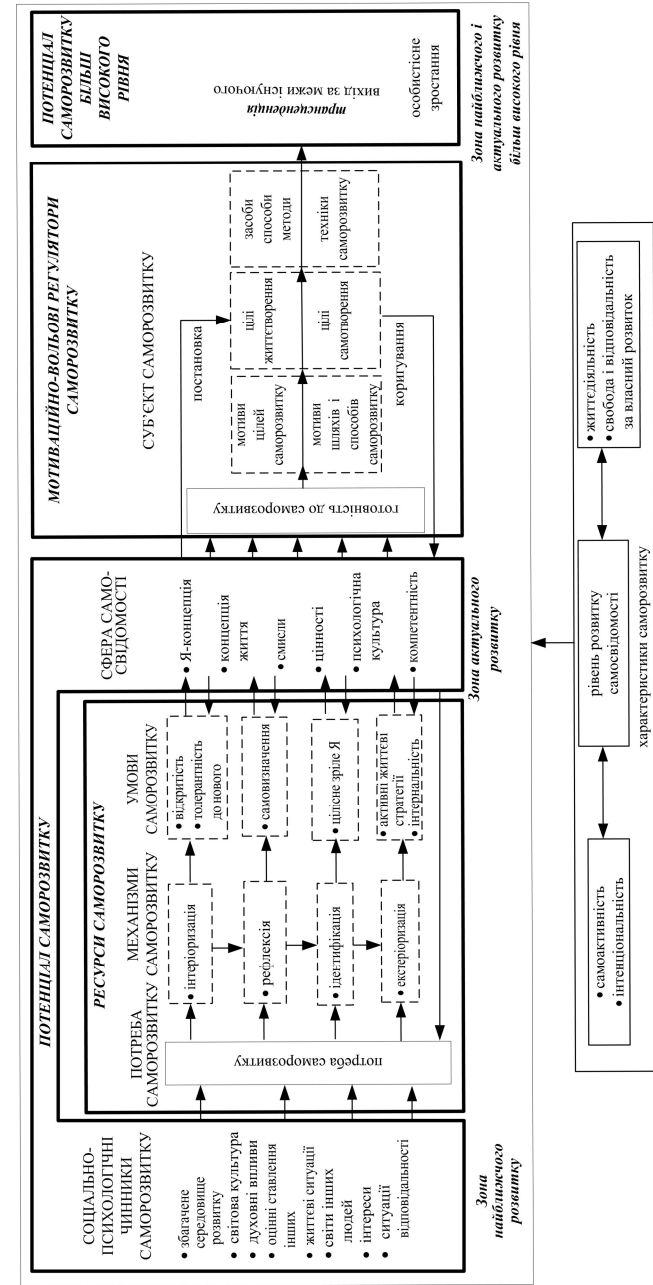 ПОТЕНЦІАЛ САМОРОЗВИТКУ
СОЦІАЛЬНО-
ПСИХОЛОГІЧНІ
ЧИННИКИ
САМОРОЗВИТКУ
• збагачене
середовище
розвитку
• світова культура
• духовні впливи
• оцінні ставлення
інших
• життєві ситуації
• світи інших
людей
• інтереси
• ситуації
відповідальності
Зона
найближчого
розвитку
РЕСУРСИ САМОРОЗВИТКУ
ПОТРЕБА
САМОРОЗВИТКУ
потреба саморозвитку
МЕХАНІЗМИ
САМОРОЗВИТКУ
• інтеріоризація
• рефлексія
• ідентифікація
• екстеріоризація
УМОВИ
САМОРОЗВИТКУ
• відкритість
• толерантність
до нового
• самовизначення
• цілісне зріле Я
• активні життєві
стратегії
• інтернальність
СФЕРА САМО-
СВІДОМОСТІ
• Я-концепція
• концепція
життя
• смисли
• цінності
• психологічна
культура
• компетентність
Зона актуального
розвитку
МОТИВАЦІЙНО-ВОЛЬОВІ РЕГУЛЯТОРИ
САМОРОЗВИТКУ
СУБ’ЄКТ САМОРОЗВИТКУ
готовність до саморозвитку
постановка
мотиви
цілей
саморозвитку
цілі
життєтворення
засоби
способи
методи
мотиви
шляхів і
способів
саморозвитку
цілі
самотворення
техніки
саморозвитку
коригування
ПОТЕНЦІАЛ
САМОРОЗВИТКУ
БІЛЬШ
ВИСОКОГО
РІВНЯ
трансценденція
вихід за межи існуючого
особистісне
зростання
Зона найближчого і
актуального розвитку
більш високого рівня
• самоактивність
• інтенціональність
рівень розвитку
самосвідомості
• життєдіяльність
• свобода і відповідальність
за власний розвиток
характеристики саморозвитку